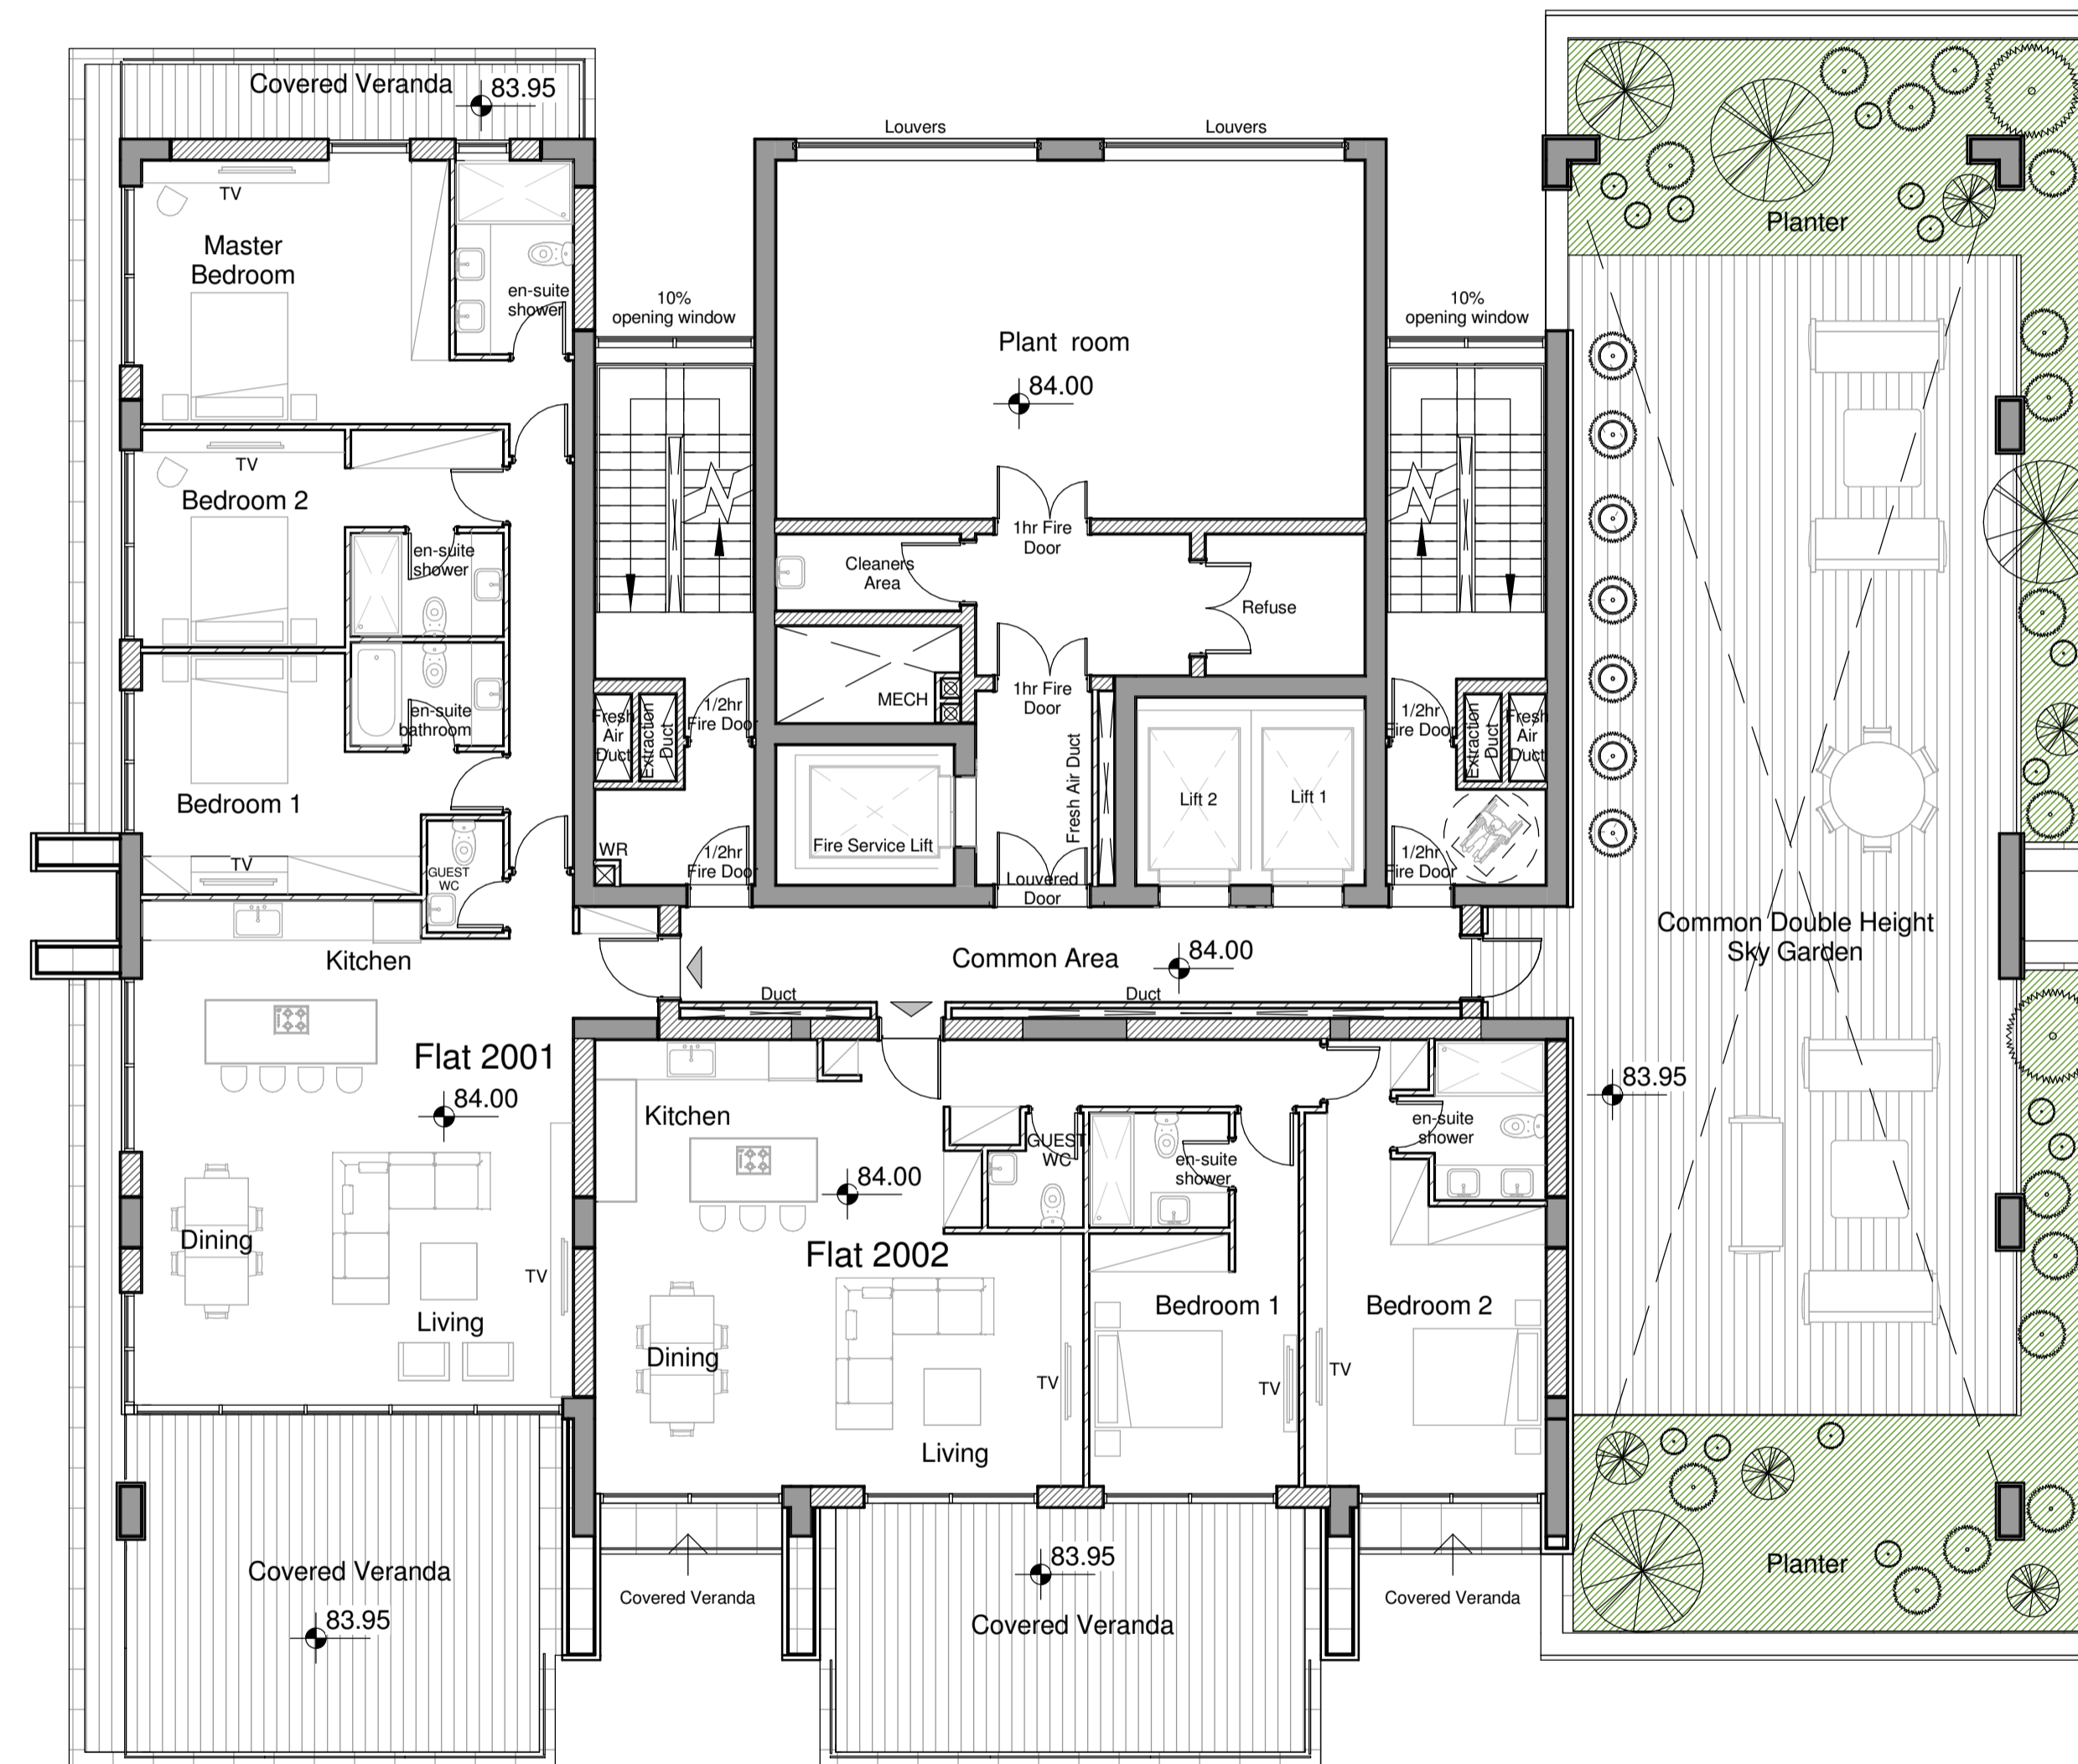 Covered Veranda
83.95
Louvers
Louvers
TV
Master
Bedroom
en-suite
shower
10%
opening window
10%
opening window
Planter
Plant room
84.00
TV
Bedroom 2
en-suite
shower
1hr Fire
Door
Cleaners
Area
Refuse
en-suite
bathroom
Bedroom 1
TV
GUEST
WC
Fresh
Air
Duct
Extraction
Duct
1/2hr
Fire Door
MECH
1hr Fire
Door
1/2hr
Fire Door
Extraction
Duct
Fresh
Air
Duct
Fresh Air Duct
Lift 2
Lift 1
Fire Service Lift
WR
1/2hr
Fire Door
Louvered
Door
1/2hr
Fire Door
Kitchen
Common Area
84.00
Common Double Height
Sky Garden
Duct
Duct
Flat 2001
84.00
83.95
Kitchen
84.00
GUEST
WC
en-suite
shower
en-suite
shower
Dining
TV
Living
Flat 2002
Bedroom 1
Bedroom 2
Dining
TV
TV
TV
Living
Covered Veranda
83.95
Covered Veranda
83.95
Covered Veranda
Covered Veranda
Planter